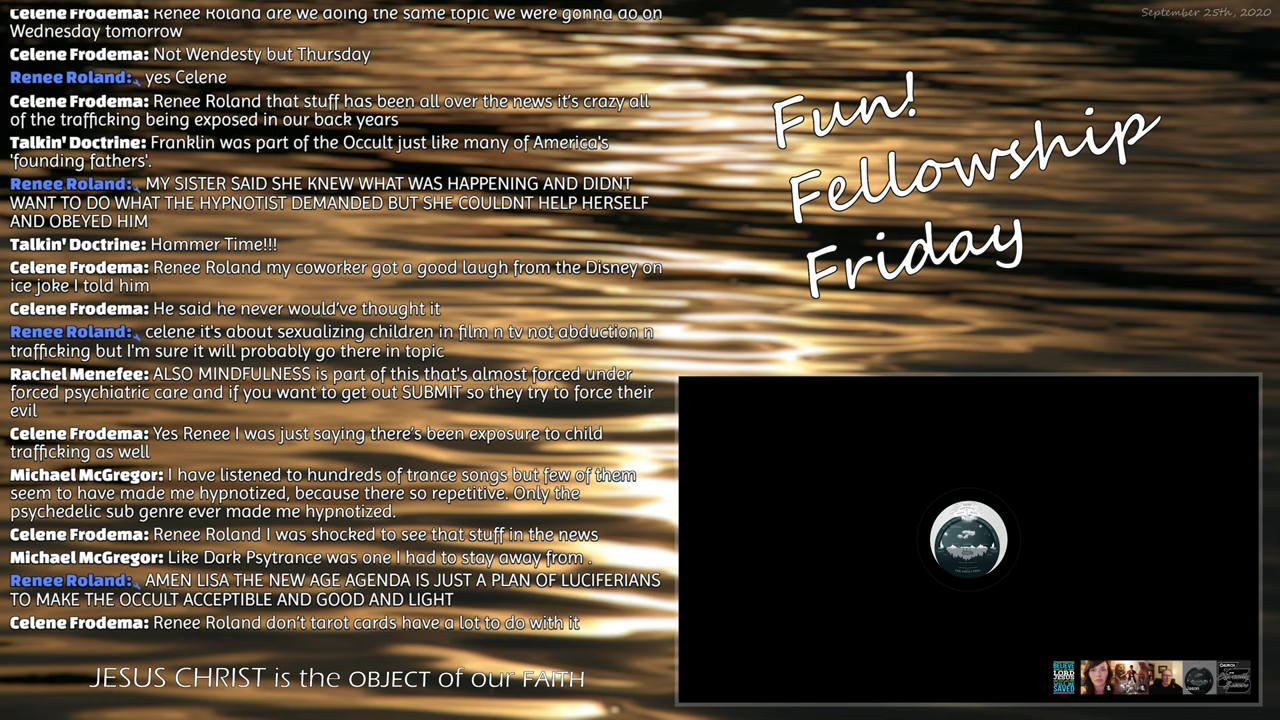 Celene Frodema: Renee Roland are we doing the same topic we were gonna do on
Wednesday tomorrow
Celene Frodema: Not Wendesty but Thursday
Renee Roland: yes Celene
Celene Frodema: Renee Roland that stuff has been all over the news it's crazy all
of the trafficking being exposed in our back years
Talkin' Doctrine: Franklin was part of the Occult just like many of America's
'founding fathers'.
Renee Roland: MY SISTER SAID SHE KNEW WHAT WAS HAPPENING AND DIDNT
WANT TO DO WHAT THE HYPNOTIST DEMANDED BUT SHE COULDNT HELP HERSELF
AND OBEYED HIM
Talkin' Doctrine: Hammer Time!!!
Celene Frodema: Renee Roland my coworker got a good laugh from the Disney on
ice joke I told him
Celene Frodema: He said he never would've thought it
Renee Roland: celene it's about sexualizing children in film n tv not abduction n
trafficking but I'm sure it will probably go there in topic
Rachel Menefee: ALSO MINDFULNESS is part of this that's almost forced under
forced psychiatric care and if you want to get out SUBMIT so they try to force their
evil
Celene Frodema: Yes Renee I was just saying there's been exposure to child
trafficking as well
Michael McGregor: I have listened to hundreds of trance songs but few of them
seem to have made me hypnotized, because there so repetitive. Only the
psychedelic sub genre ever made me hypnotized.
Celene Frodema: Renee Roland I was shocked to see that stuff in the news
Michael McGregor: Like Dark Psytrance was one I had to stay away from .
Renee Roland: AMEN LISA THE NEW AGE AGENDA IS JUST A PLAN OF LUCIFERIANS
TO MAKE THE OCCULT ACCEPTIBLE AND GOOD AND LIGHT
Celene Frodema: Renee Roland don't tarot cards have a lot to do with it
JESUS CHRIST is the OBJECT of our FAITH
September 25th, 2020
Fun!
Fellowship
Friday
BELIEVE
LORD
JESUS
SAVED
Jason
CHURCH